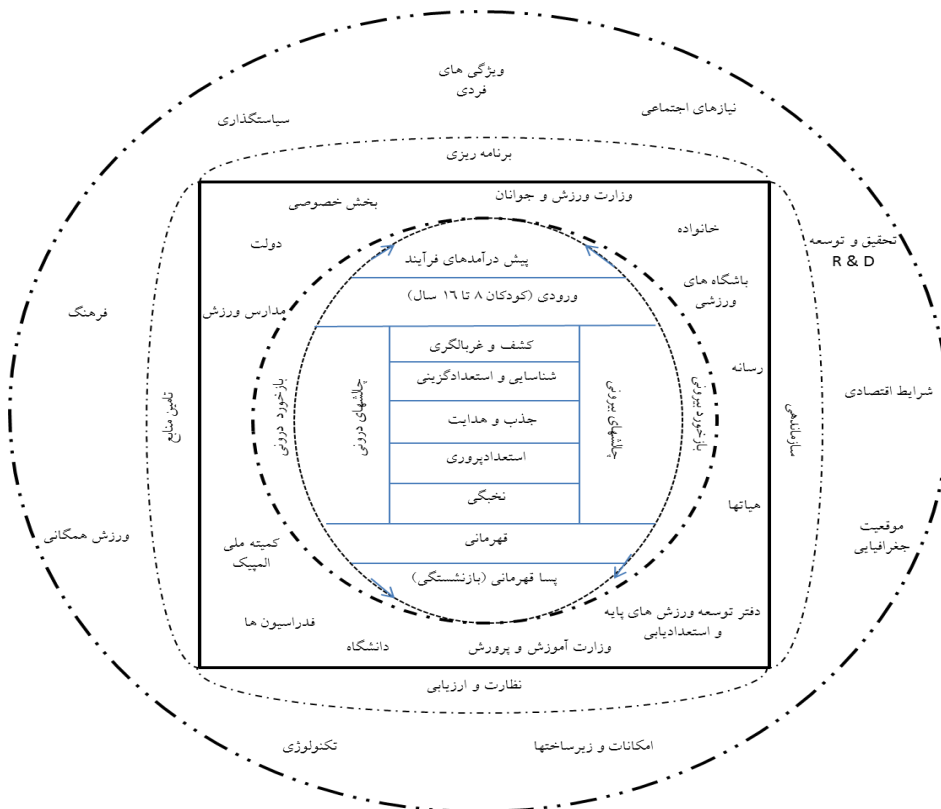 ویژگی های
فردی
نیازهای اجتماعی
سیاستگذاری
برنامه ریزی
وزارت ورزش و جوانان
بخش خصوصی
خانواده
دولت
تحقیق و توسعه
R & D
پیش درآمدهای فرآیند
باشگاه های
ورزشی
ورودی (کودکان ۸ تا ۱۶ سال)
مدارس ورزش
فرهنگ
کشف و غربالگری
رسانه
شناسایی و استعدادگزینی
شرایط اقتصادی
سازماندهی
بازخورد بیرونی
چالشهای بیرونی
جذب و هدایت
چالشهای درونی
بازخورد درونی
تامین منابع
استعدادپروری
نخبگی
هیاتها
موقعیت
جغرافیایی
ورزش همگانی
قهرمانی
کمیته ملی
المپیک
پسا قهرمانی (بازنشستگی)
دفتر توسعه ورزش های پایه
و استعدادیابی
فدراسیون ها
وزارت آموزش و پرورش
دانشگاه
نظارت و ارزیابی
امکانات و زیرساختها
تکنولوژی